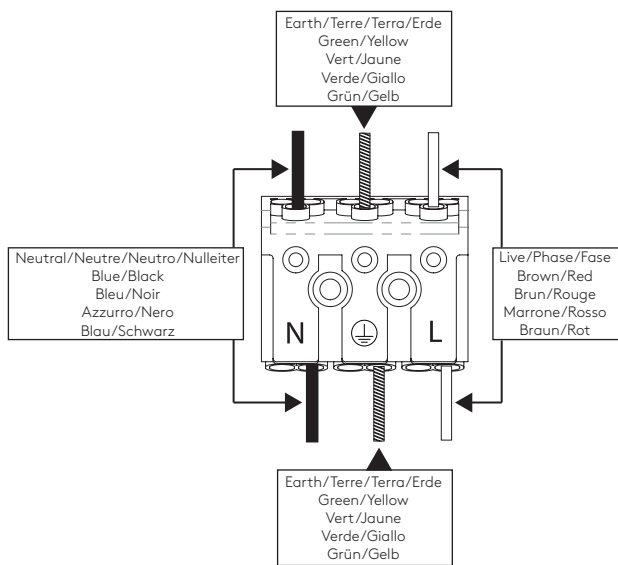 Earth/Terre/Terra/Erde
Green/Yellow
Vert/Jaune
Verde/Giallo
Grün/Gelb
Neutral/Neutre/Neutro/Nulleiter
Blue/Black
Bleu/Noir
Azzurro/Nero
Blau/Schwarz
Live/Phase/Fase
Brown/Red
Brun/Rouge
Marrone/Rosso
Braun/Rot
N
L
Earth/Terre/Terra/Erde
Green/Yellow
Vert/Jaune
Verde/Giallo
Grün/Gelb